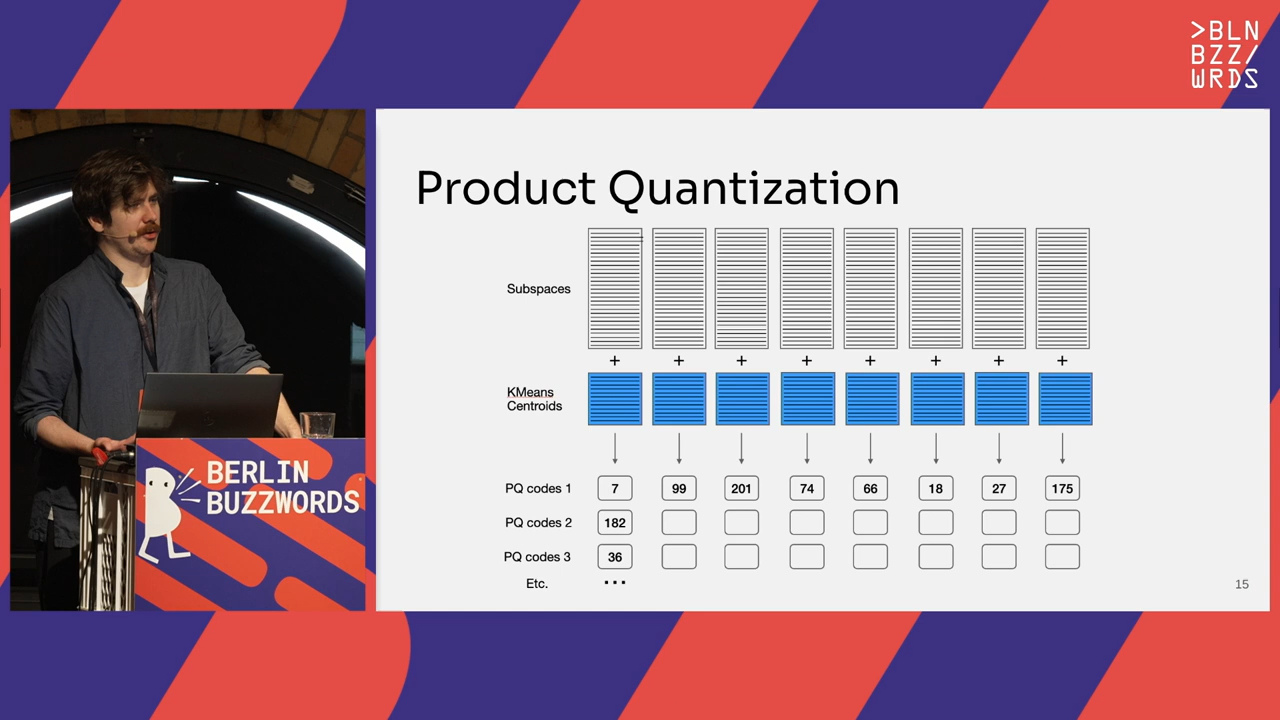 >BLN
BZZ/
WRDS
BERLIN
BUZZWORDS
Product Quantization
Subspaces
+ + + + + + + +
KMeans
Centroids
PQ codes 1 7 99 201 74 66 18 27 175
PQ codes 2 182
PQ codes 3 36
Etc. ...
15